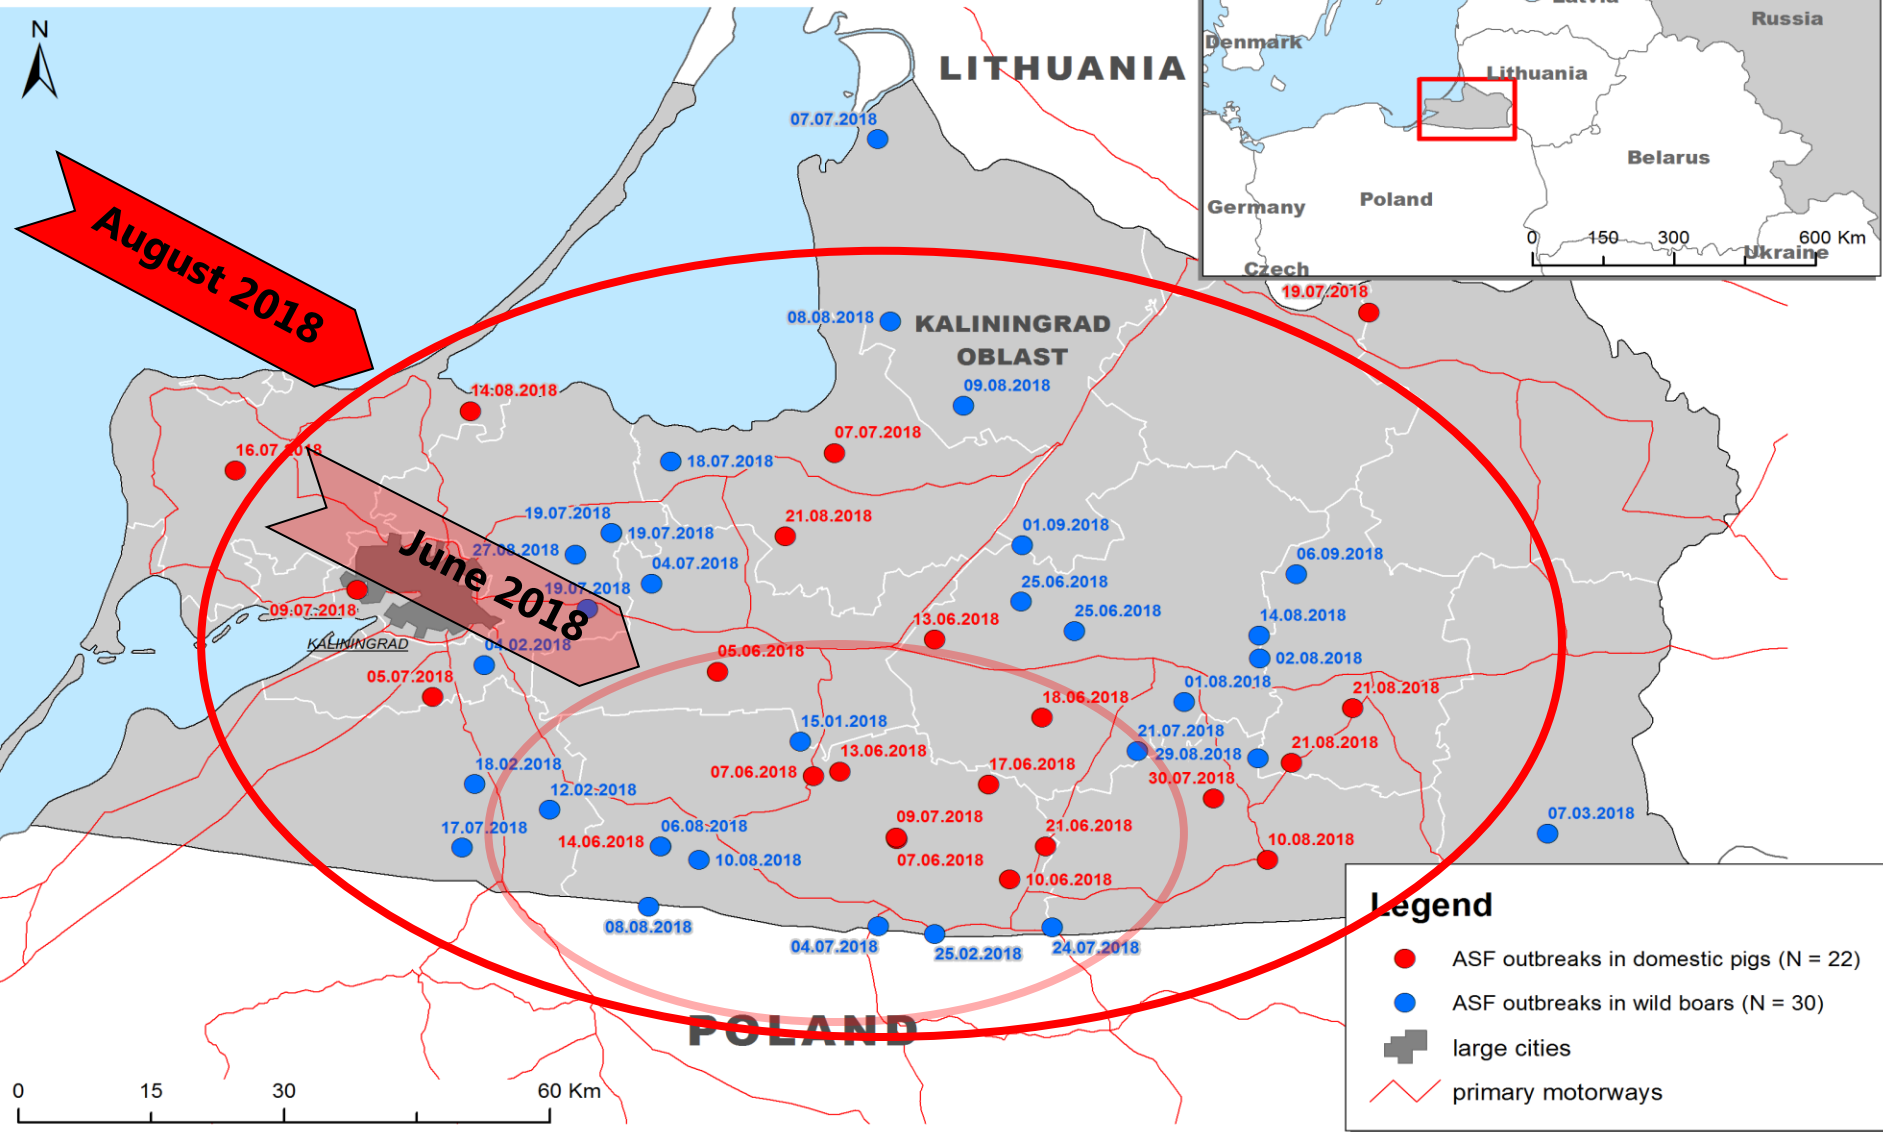 N
LITHUANIA
Latvia
Russia
Denmark
Lithuania
Belarus
Poland
Germany
0 150 300 600 Km
Ukraine
Czech
07.07.2018
August 2018
19.07.2018
08.08.2018
KALININGRAD
OBLAST
09.08.2018
14.08.2018
07.07.2018
16.07.2018
18.07.2018
19.07.2018
21.08.2018
19.07.2018
01.09.2018
27.08.2018
06.09.2018
04.07.2018
June 2018
19.07.2018
25.06.2018
09.07.2018
25.06.2018
13.06.2018
14.08.2018
KALININGRAD
04.02.2018
05.06.2018
02.08.2018
05.07.2018
01.08.2018
21.08.2018
18.06.2018
15.01.2018
21.07.2018
21.08.2018
13.06.2018
29.08.2018
18.02.2018
07.06.2018
17.06.2018
30.07.2018
12.02.2018
07.03.2018
17.07.2018
06.08.2018
09.07.2018
21.06.2018
14.06.2018
10.08.2018
10.08.2018
07.06.2018
10.06.2018
08.08.2018
04.07.2018
25.02.2018
24.07.2018
POLAND
Legend
ASF outbreaks in domestic pigs (N = 22)
ASF outbreaks in wild boars (N = 30)
large cities
primary motorways
0 15 30 60 Km